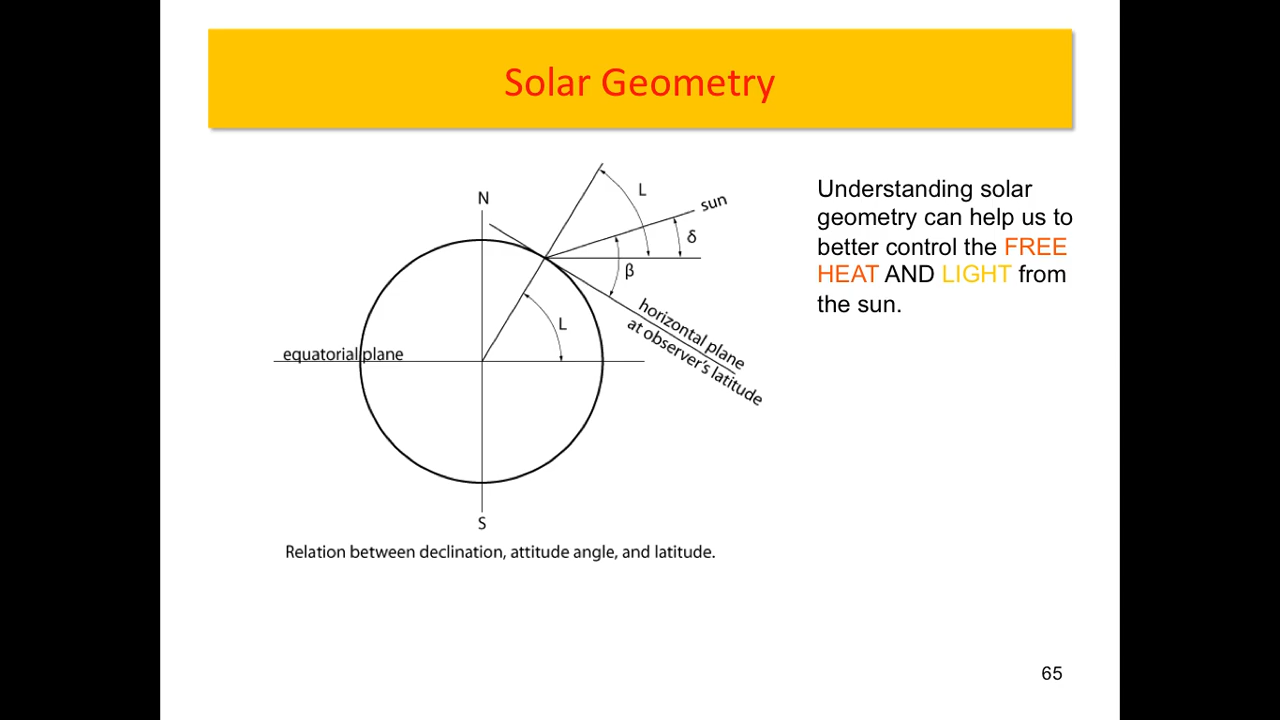 Solar Geometry
N
L
sun
δ
β
L
horizontal plane
at observer's latitude
equatorial plane
S
Relation between declination, attitude angle, and latitude.
Understanding solar
geometry can help us to
better control the FREE
HEAT AND LIGHT from
the sun.
65